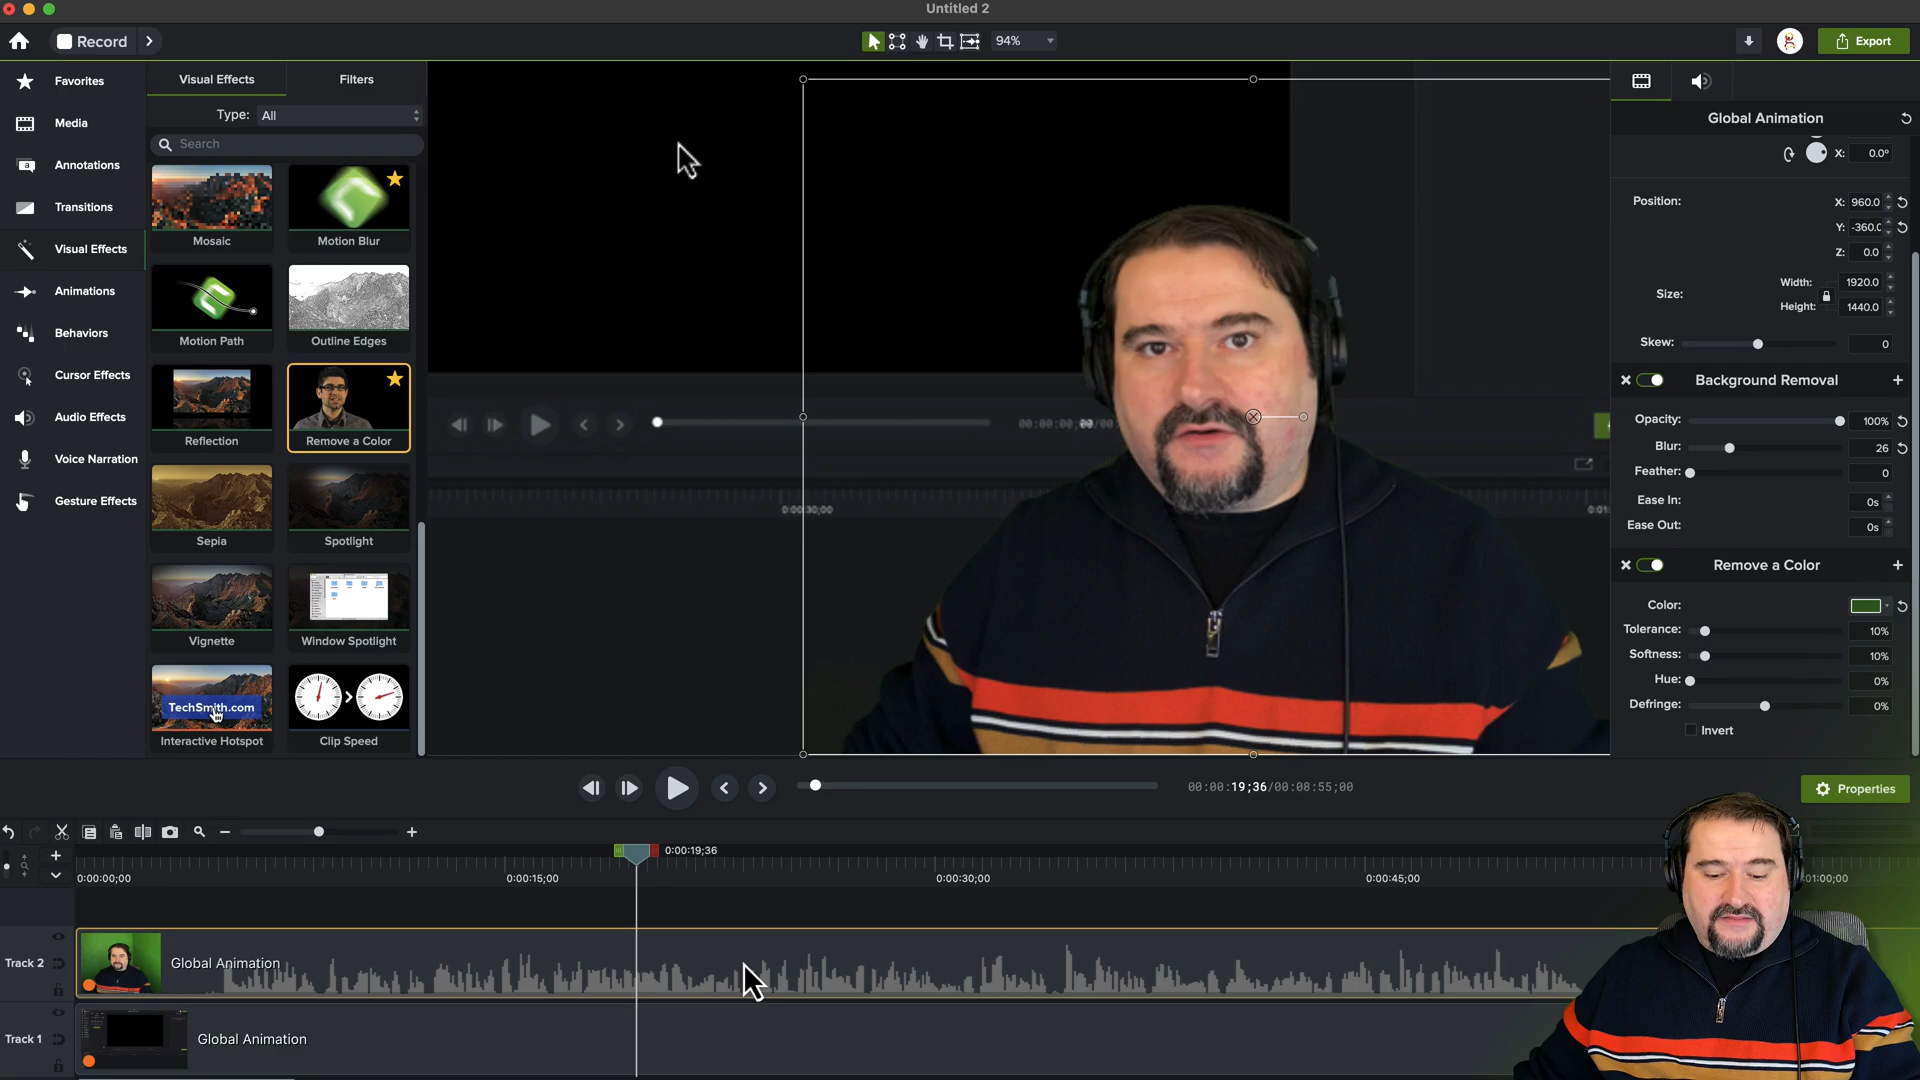 Untitled 2
Record
94%
Export
Favorites
Media
Annotations
Transitions
Visual Effects
Animations
Behaviors
Cursor Effects
Audio Effects
Voice Narration
Gesture Effects
Visual Effects
Filters
Type: All
Search
Mosaic
Motion Blur
Motion Path
Outline Edges
Reflection
Remove a Color
Sepia
Spotlight
Vignette
Window Spotlight
TechSmith.com
Interactive Hotspot
Clip Speed
0:00:30;00
Global Animation
X: 0.0°
Position:
X: 960.0
Y: -360.0
Z: 0.0
Size:
Width: 1920.0
Height: 1440.0
Skew: 0
Background Removal
Opacity: 100%
Blur: 26
Feather: 0
Ease In: 0s
Ease Out: 0s
Remove a Color
Color:
Tolerance: 10%
Softness: 10%
Hue: 0%
Defringe: 0%
Invert
00:00:19;36/00:08:55;00
Properties
0:00:19;36
0:00:00;00
0:00:15;00
0:00:30;00
0:00:45;00
Track 2
Global Animation
Track 1
Global Animation